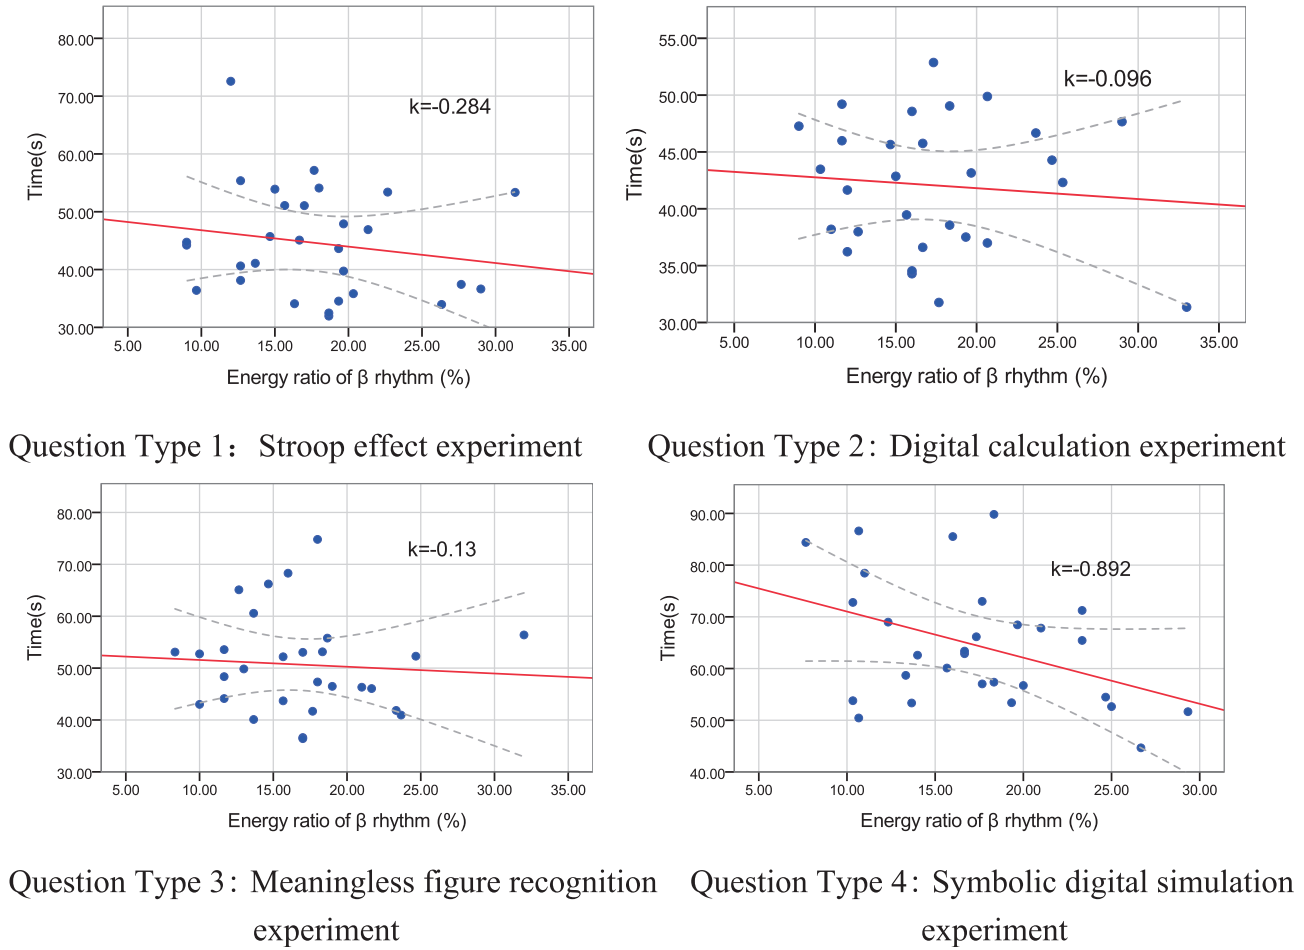 80.00
70.00
60.00
50.00
40.00
30.00
Time(s)
k=-0.284
5.00 10.00 15.00 20.00 25.00 30.00 35.00
Energy ratio of β rhythm (%)
Question Type 1：Stroop effect experiment
55.00
50.00
45.00
40.00
35.00
30.00
Time(s)
k=-0.096
5.00 10.00 15.00 20.00 25.00 30.00 35.00
Energy ratio of β rhythm (%)
Question Type 2: Digital calculation experiment
80.00
70.00
60.00
50.00
40.00
30.00
Time(s)
k=-0.13
5.00 10.00 15.00 20.00 25.00 30.00 35.00
Energy ratio of β rhythm (%)
Question Type 3: Meaningless figure recognition
experiment
90.00
80.00
70.00
60.00
50.00
40.00
Time(s)
k=-0.892
5.00 10.00 15.00 20.00 25.00 30.00
Energy ratio of β rhythm (%)
Question Type 4: Symbolic digital simulation
experiment